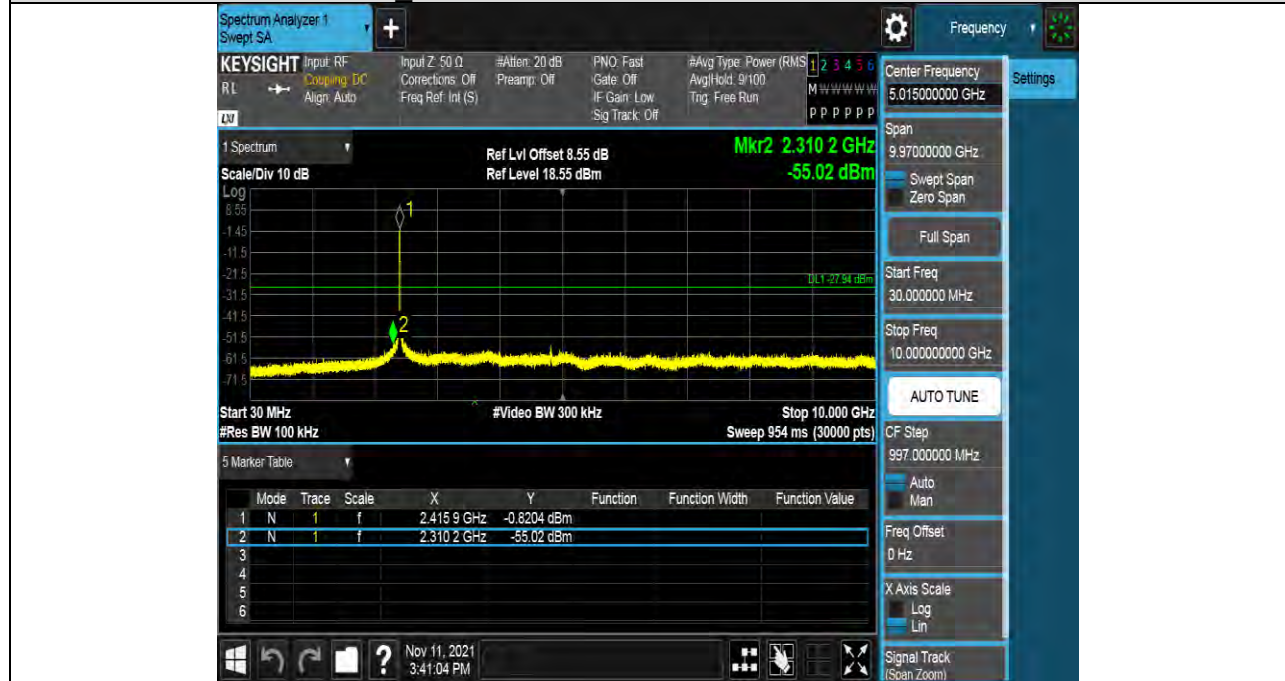 Spectrum Analyzer 1
Swept SA
+
Frequency
KEYSIGHT
RL
LXI
Input: RF
Coupling: DC
Align: Auto
Input Z: 50 Ω
Corrections: Off
Freq Ref: Int (S)
#Atten: 20 dB
Preamp: Off
PNO: Fast
Gate: Off
IF Gain: Low
Sig Track: Off
#Avg Type: Power (RMS
Avg|Hold: 9/100
Trig: Free Run
1 2 3 4 5 6
M W W W W W
P P P P P P
Center Frequency
5.015000000 GHz
Settings
Span
9.97000000 GHz
Swept Span
Zero Span
Full Span
Start Freq
30.000000 MHz
Stop Freq
10.000000000 GHz
AUTO TUNE
CF Step
997.000000 MHz
Auto
Man
Freq Offset
0 Hz
X Axis Scale
Log
Lin
Signal Track
(Span Zoom)
1 Spectrum
Scale/Div 10 dB
Ref Lvl Offset 8.55 dB
Ref Level 18.55 dBm
Mkr2 2.310 2 GHz
-55.02 dBm
Log
8.55
-1.45
-11.5
-21.5
-31.5
-41.5
-51.5
-61.5
-71.5
1
2
DL1 -27.94 dBm
Start 30 MHz
#Res BW 100 kHz
#Video BW 300 kHz
Stop 10.000 GHz
Sweep 954 ms (30000 pts)
5 Marker Table
Mode Trace Scale X Y Function Function Width Function Value
1 N 1 f 2.415 9 GHz -0.8204 dBm
2 N 1 f 2.310 2 GHz -55.02 dBm
3
4
5
6
?
Nov 11, 2021
3:41:04 PM